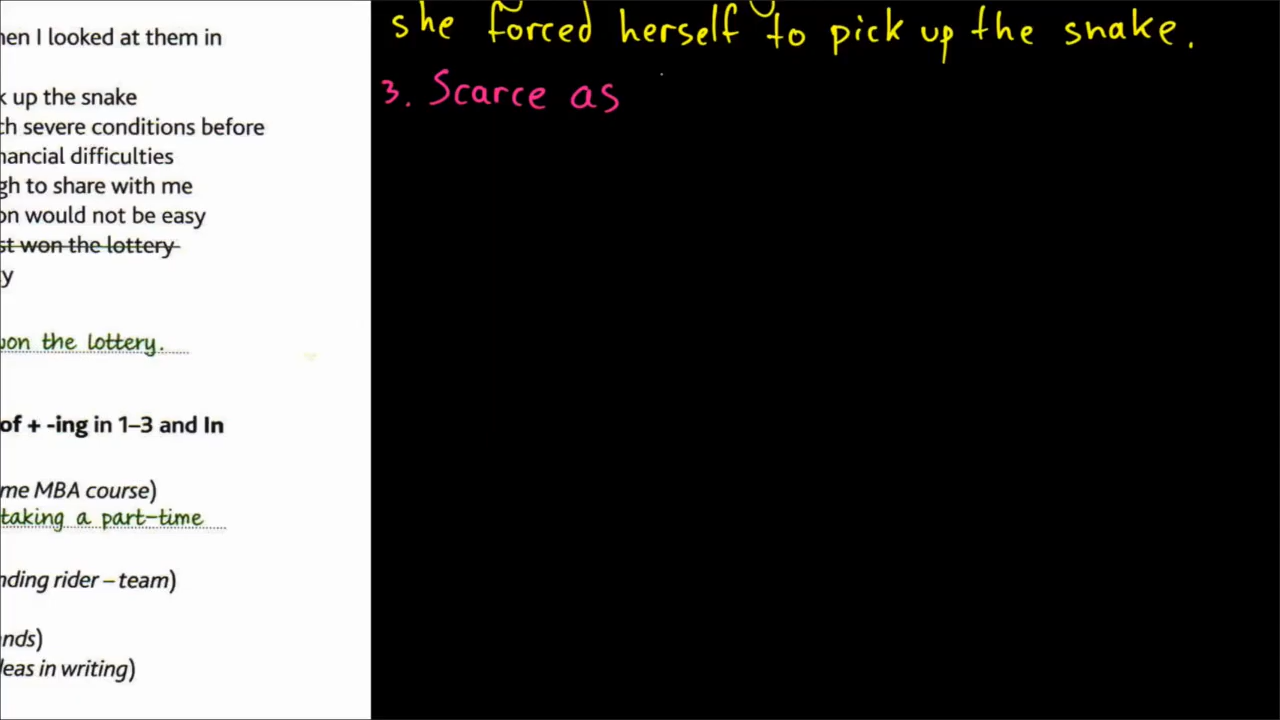 hen I looked at them in
k up the snake
ch severe conditions before
nancial difficulties
gh to share with me
on would not be easy
st won the lottery
y
won the lottery.
of + -ing in 1–3 and In
me MBA course)
taking a part-time
nding rider – team)
nds)
deas in writing)
she forced herself to pick up the snake.
3. Scarce as